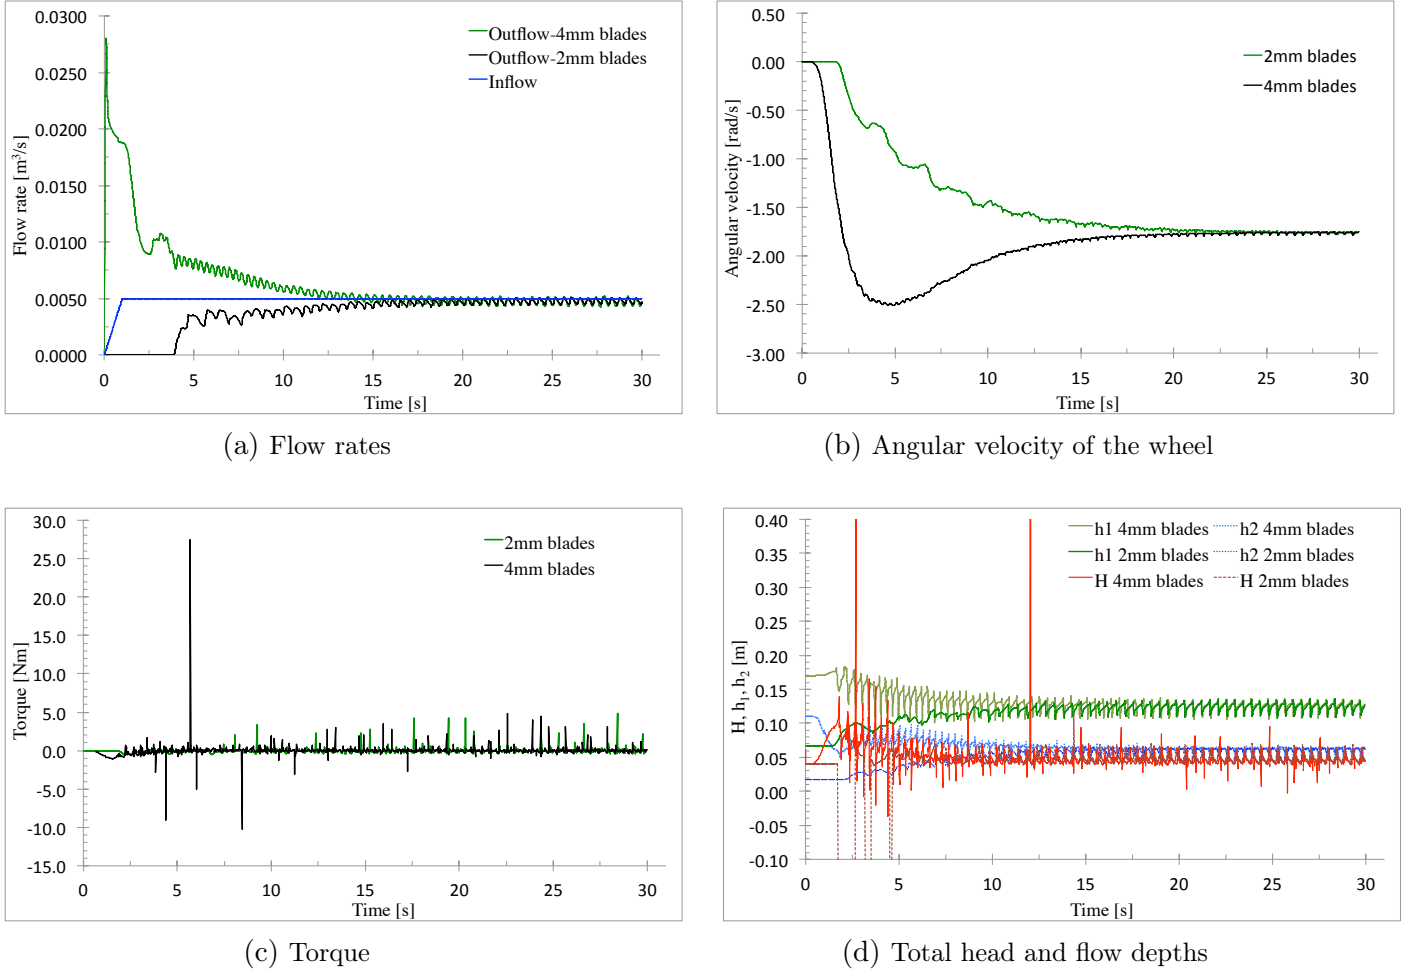 0.0300
0.0250
0.0200
0.0150
0.0100
0.0050
0.0000
Flow rate [m³/s]
Outflow-4mm blades
Outflow-2mm blades
Inflow
0 5 10 15 20 25 30
Time [s]
(a) Flow rates
0.50
0.00
-0.50
-1.00
-1.50
-2.00
-2.50
-3.00
Angular velocity [rad/s]
2mm blades
4mm blades
0 5 10 15 20 25 30
Time [s]
(b) Angular velocity of the wheel
30.0
25.0
20.0
15.0
10.0
5.0
0.0
-5.0
-10.0
-15.0
Torque [Nm]
2mm blades
4mm blades
0 5 10 15 20 25 30
Time [s]
(c) Torque
0.40
0.35
0.30
0.25
0.20
0.15
0.10
0.05
0.00
-0.05
-0.10
H, h₁, h₂ [m]
h1 4mm blades h2 4mm blades
h1 2mm blades h2 2mm blades
H 4mm blades H 2mm blades
0 5 10 15 20 25 30
Time [s]
(d) Total head and flow depths